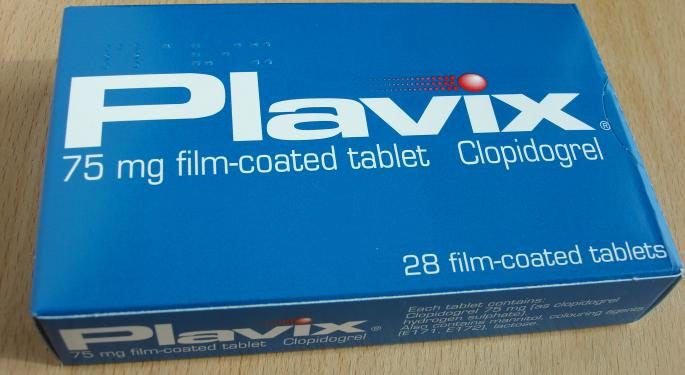 Plavix®
75 mg film-coated tablet Clopidogrel
28 film-coated tablets
Plavix®
75 mg film-coated tablet Clopidogrel
Each tablet contains:
Clopidogrel 75 mg (as clopidogrel
hydrogen sulphate).
Also contains mannitol, colouring agents
(E171, E172), lactose.